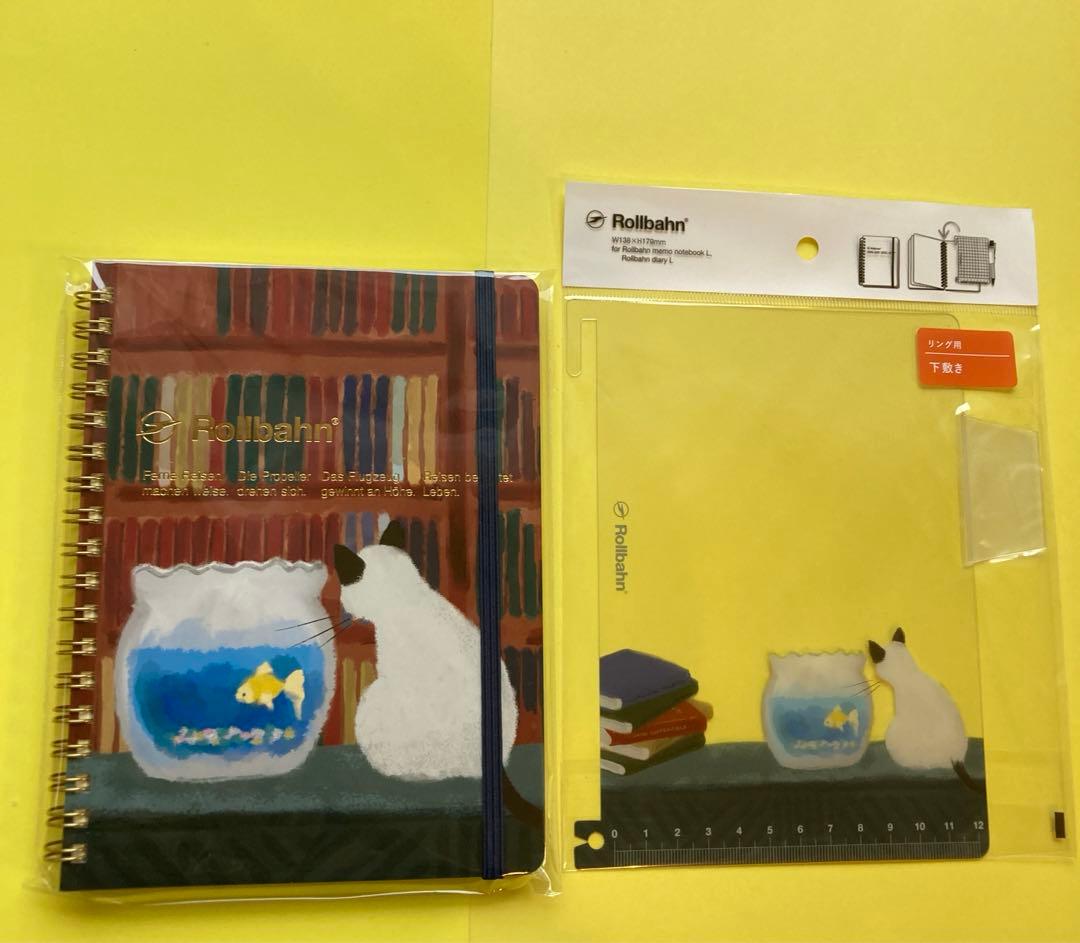 Rollbahn®
Ferne Reisen Die Propeller Das Flugzeug Reisen
machen weise. drehen sich. gewinnt an Höhe. Leben.
Rollbahn®
W138×H179mm
for Rollbahn memo notebook L,
Rollbahn diary L
リング用
下敷き
Rollbahn®
0 1 2 3 4 5 6 7 8 9 10 11 12